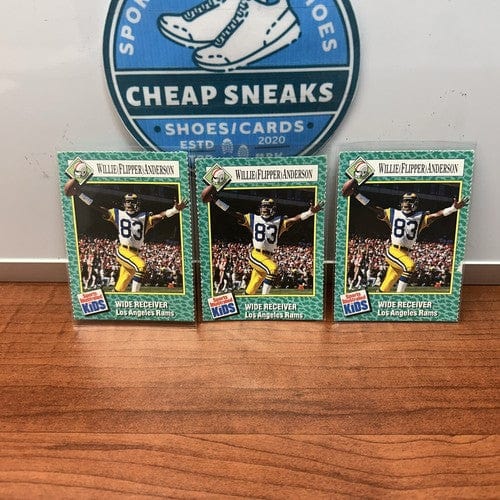 SPO
SHOES
CHEAP SNEAKS
ESTD 2020
SHOES/CARDS
WILLIE(FLIPPER)ANDERSON
83
Sports Illustrated
KIDS
WIDE RECEIVER
Los Angeles Rams
WILLIE(FLIPPER)ANDERSON
83
Sports Illustrated
KIDS
WIDE RECEIVER
Los Angeles Rams
WILLIE(FLIPPER)ANDERSON
83
Sports Illustrated
KIDS
WIDE RECEIVER
Los Angeles Rams